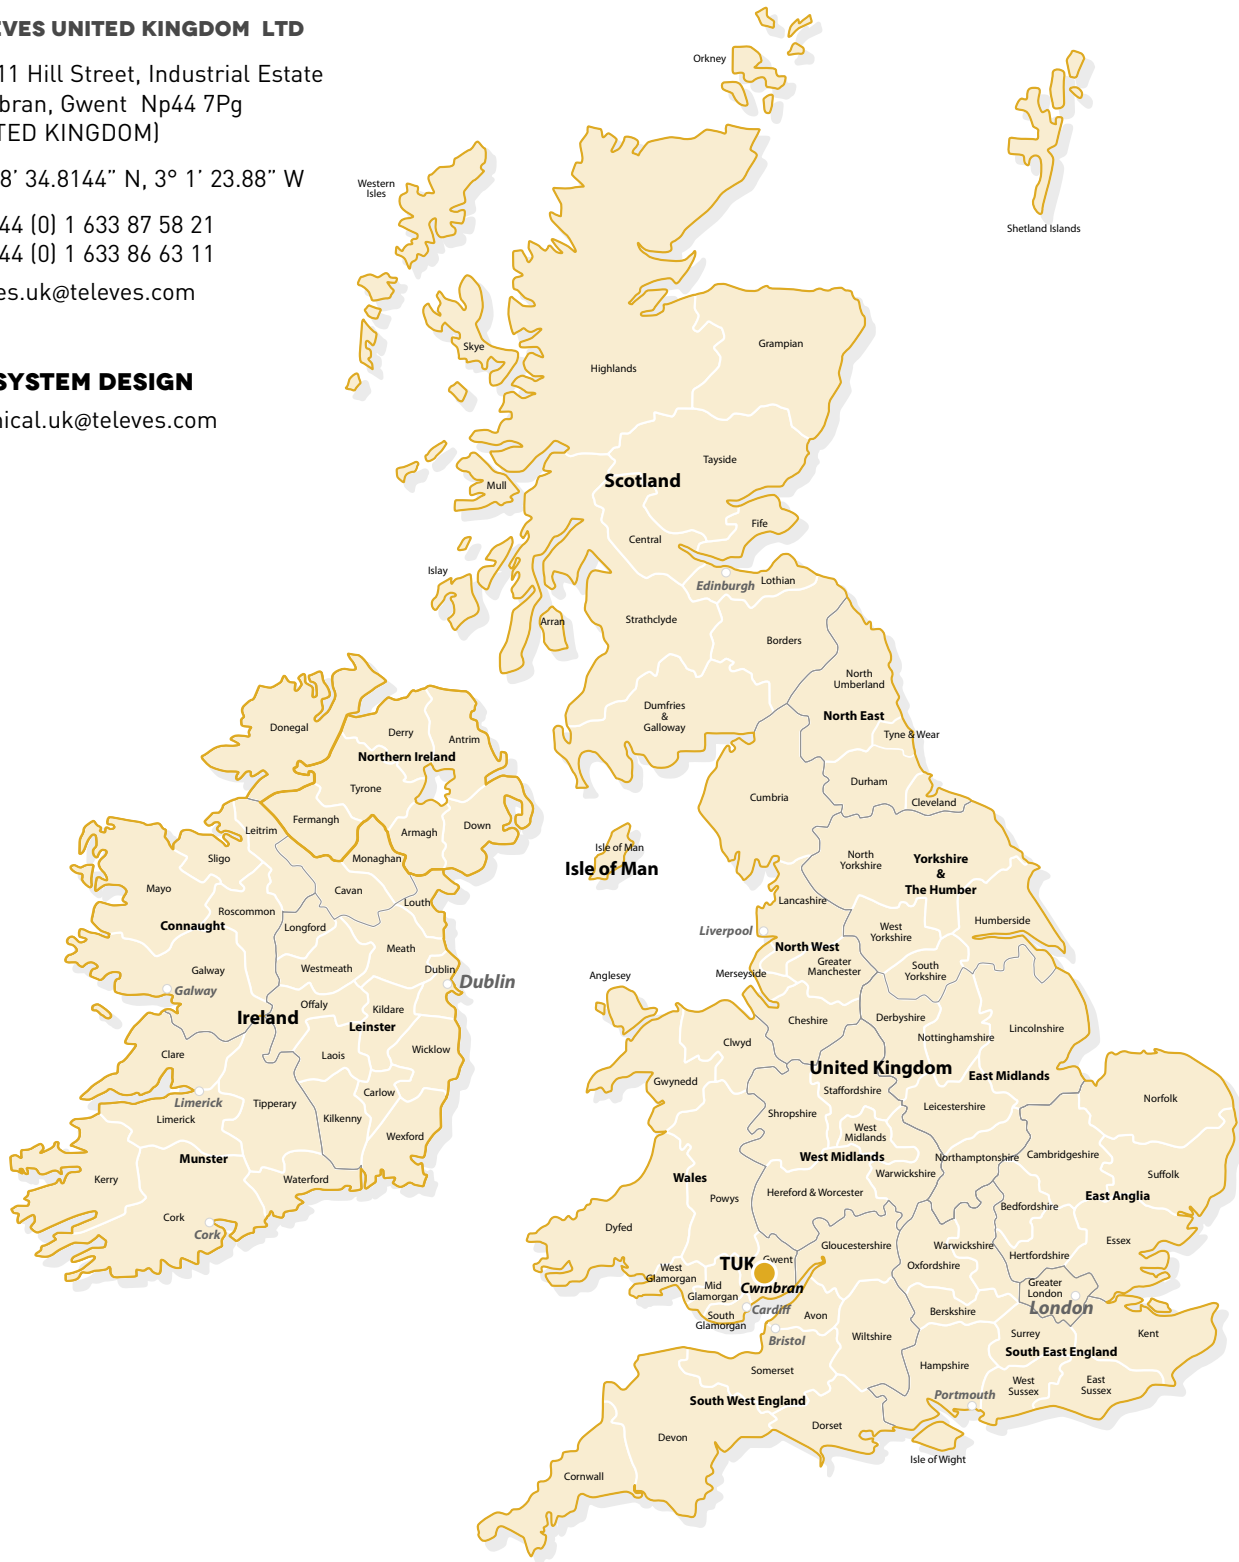 EVES UNITED KINGDOM LTD
11 Hill Street, Industrial Estate
bran, Gwent Np44 7Pg
TED KINGDOM)
8’ 34.8144” N, 3° 1’ 23.88” W
44 (0) 1 633 87 58 21
44 (0) 1 633 86 63 11
es.uk@televes.com
SYSTEM DESIGN
nical.uk@televes.com
Orkney
Shetland Islands
Western
Isles
Skye
Grampian
Highlands
Tayside
Scotland
Mull
Fife
Central
Islay
Edinburgh
Lothian
Arran
Strathclyde
Borders
North
Umberland
Dumfries
&
Galloway
North East
Tyne & Wear
Durham
Cleveland
Cumbria
Donegal
Derry
Antrim
Northern Ireland
Tyrone
Fermangh
Armagh
Down
Leitrim
Monaghan
Sligo
Cavan
Mayo
Louth
Roscommon
Connaught
Longford
Meath
Galway
Westmeath
Dublin
Dublin
Galway
Offaly
Kildare
Ireland
Leinster
Clare
Laois
Wicklow
Carlow
Limerick
Tipperary
Limerick
Kilkenny
Wexford
Munster
Kerry
Waterford
Cork
Cork
Isle of Man
Isle of Man
North
Yorkshire
Yorkshire
&
The Humber
Lancashire
Humberside
Liverpool
West
Yorkshire
North West
Greater
Manchester
South
Yorkshire
Anglesey
Merseyside
Cheshire
Derbyshire
Nottinghamshire
Lincolnshire
Clwyd
United Kingdom
East Midlands
Gwynedd
Staffordshire
Shropshire
Leicestershire
Norfolk
West
Midlands
West Midlands
Northamptonshire
Cambridgeshire
Warwickshire
Suffolk
Wales
Powys
Hereford & Worcester
East Anglia
Bedfordshire
Dyfed
Gloucestershire
Warwickshire
Essex
Hertfordshire
Oxfordshire
TUK
Gwent
West
Glamorgan
Mid
Glamorgan
Cwmbran
Greater
London
London
Cardiff
South
Glamorgan
Avon
Berskshire
Bristol
Wiltshire
Surrey
Kent
South East England
Somerset
Hampshire
West
Sussex
East
Sussex
South West England
Portmouth
Dorset
Devon
Isle of Wight
Cornwall